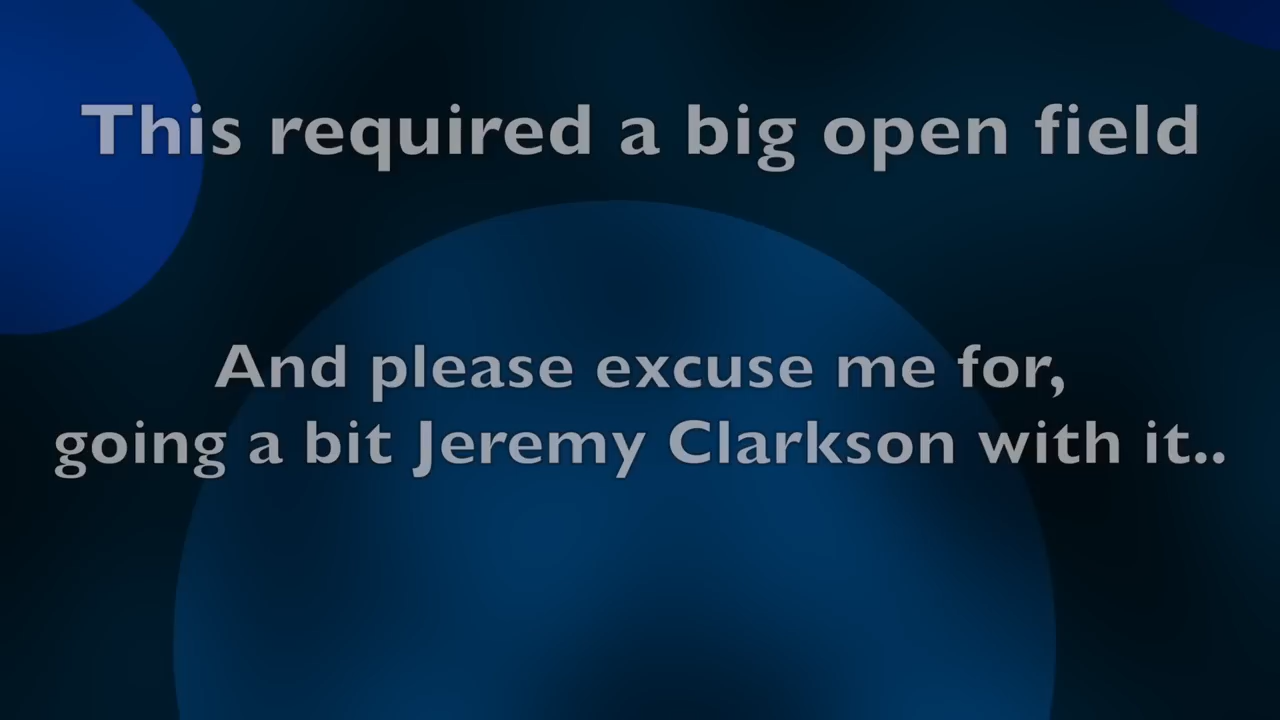 This required a big open field
And please excuse me for,
going a bit Jeremy Clarkson with it..